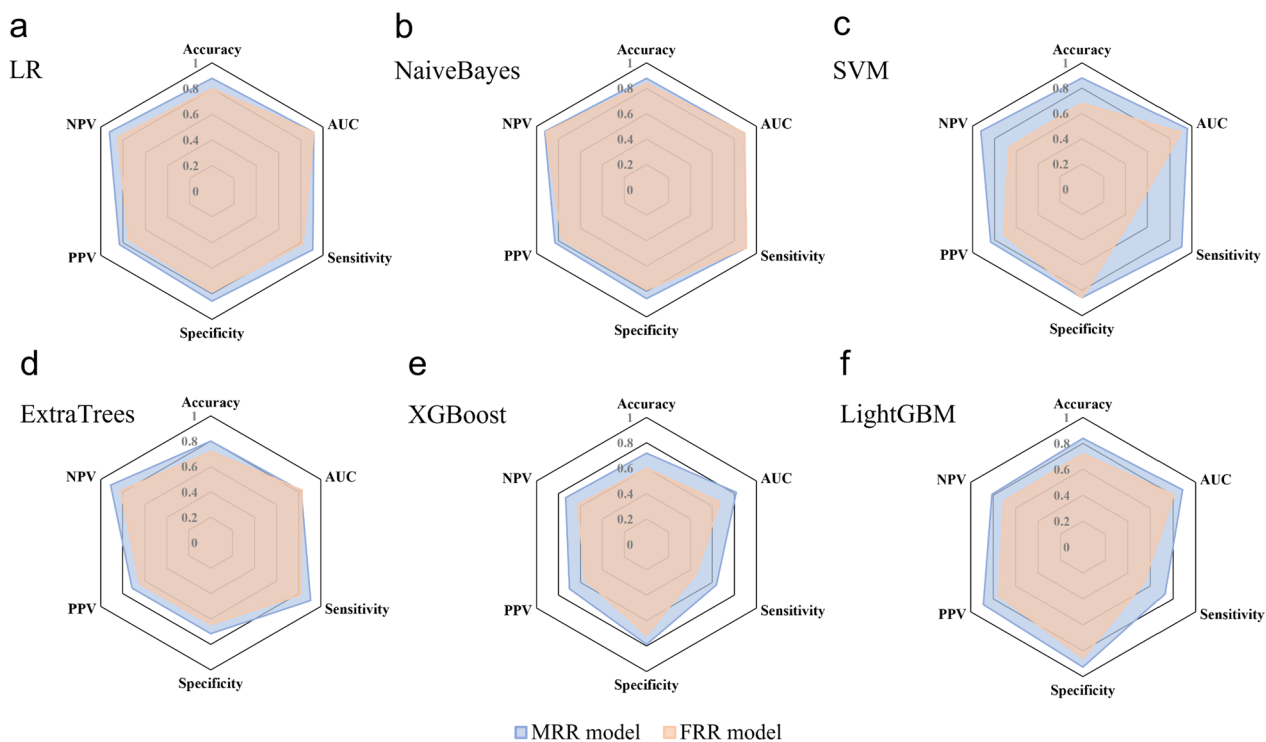 a
LR
Accuracy
1
0.8
0.6
0.4
0.2
0
NPV
AUC
PPV
Sensitivity
Specificity
b
NaiveBayes
Accuracy
1
0.8
0.6
0.4
0.2
0
NPV
AUC
PPV
Sensitivity
Specificity
c
SVM
Accuracy
1
0.8
0.6
0.4
0.2
0
NPV
AUC
PPV
Sensitivity
Specificity
d
ExtraTrees
Accuracy
1
0.8
0.6
0.4
0.2
0
NPV
AUC
PPV
Sensitivity
Specificity
e
XGBoost
Accuracy
1
0.8
0.6
0.4
0.2
0
NPV
AUC
PPV
Sensitivity
Specificity
f
LightGBM
Accuracy
1
0.8
0.6
0.4
0.2
0
NPV
AUC
PPV
Sensitivity
Specificity
MRR model
FRR model